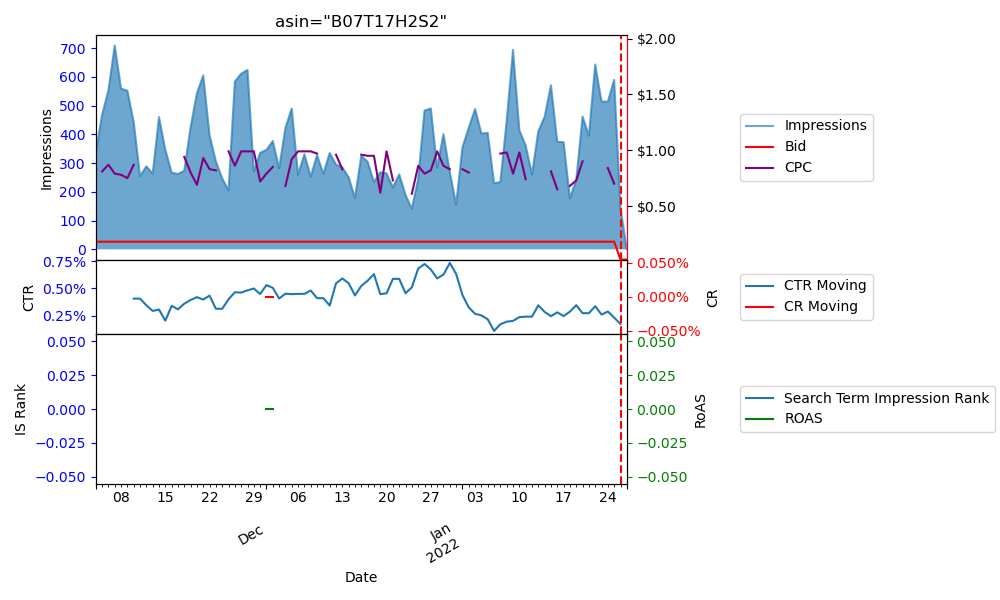 asin="B07T17H2S2"
Impressions
700
600
500
400
300
200
100
0
$2.00
$1.50
$1.00
$0.50
Impressions
Bid
CPC
CTR
0.75%
0.50%
0.25%
0.050%
0.000%
−0.050%
CR
CTR Moving
CR Moving
IS Rank
0.050
0.025
0.000
−0.025
−0.050
0.050
0.025
0.000
−0.025
−0.050
RoAS
Search Term Impression Rank
ROAS
08 15 22 29 06 13 20 27 03 10 17 24
Dec Jan
2022
Date